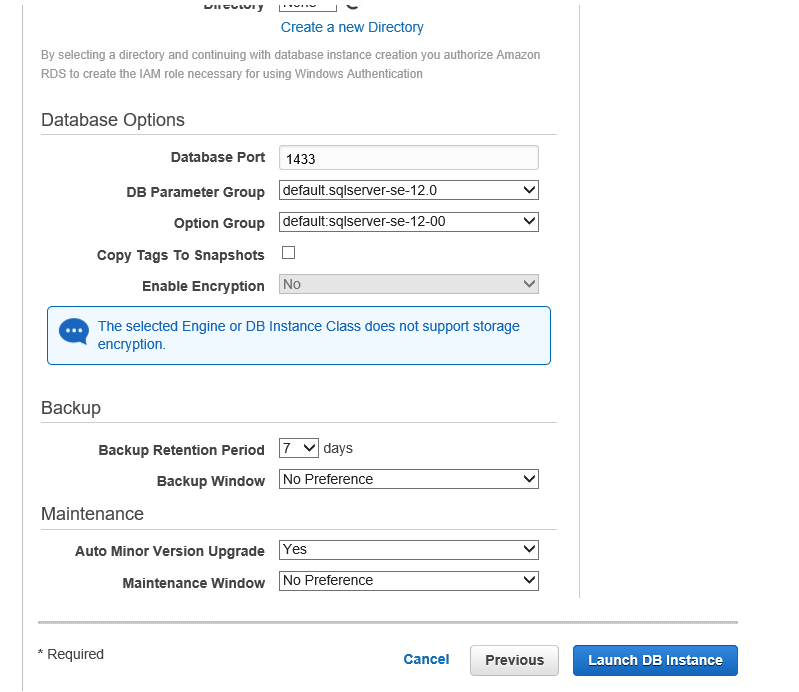 Directory None
Create a new Directory
By selecting a directory and continuing with database instance creation you authorize Amazon
RDS to create the IAM role necessary for using Windows Authentication
Database Options
Database Port 1433
DB Parameter Group default.sqlserver-se-12.0
Option Group default:sqlserver-se-12-00
Copy Tags To Snapshots
Enable Encryption No
The selected Engine or DB Instance Class does not support storage
encryption.
Backup
Backup Retention Period 7 days
Backup Window No Preference
Maintenance
Auto Minor Version Upgrade Yes
Maintenance Window No Preference
* Required Cancel Previous Launch DB Instance